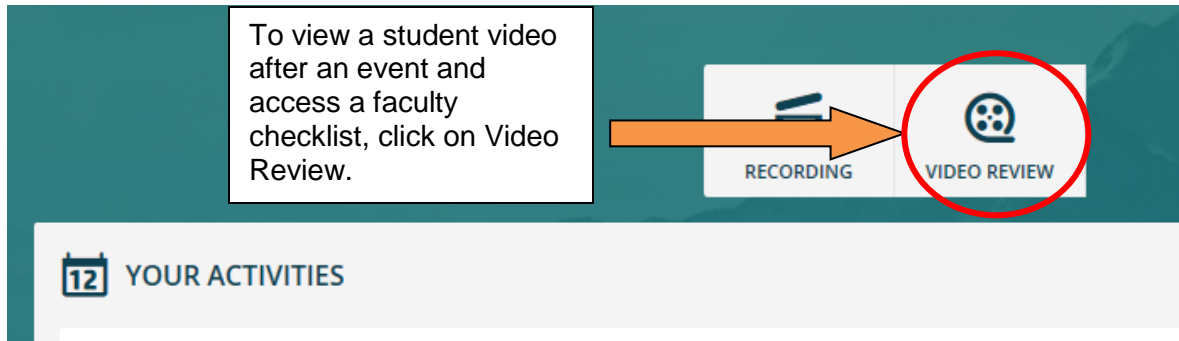 To view a student video
after an event and
access a faculty
checklist, click on Video
Review.
RECORDING
VIDEO REVIEW
12
YOUR ACTIVITIES